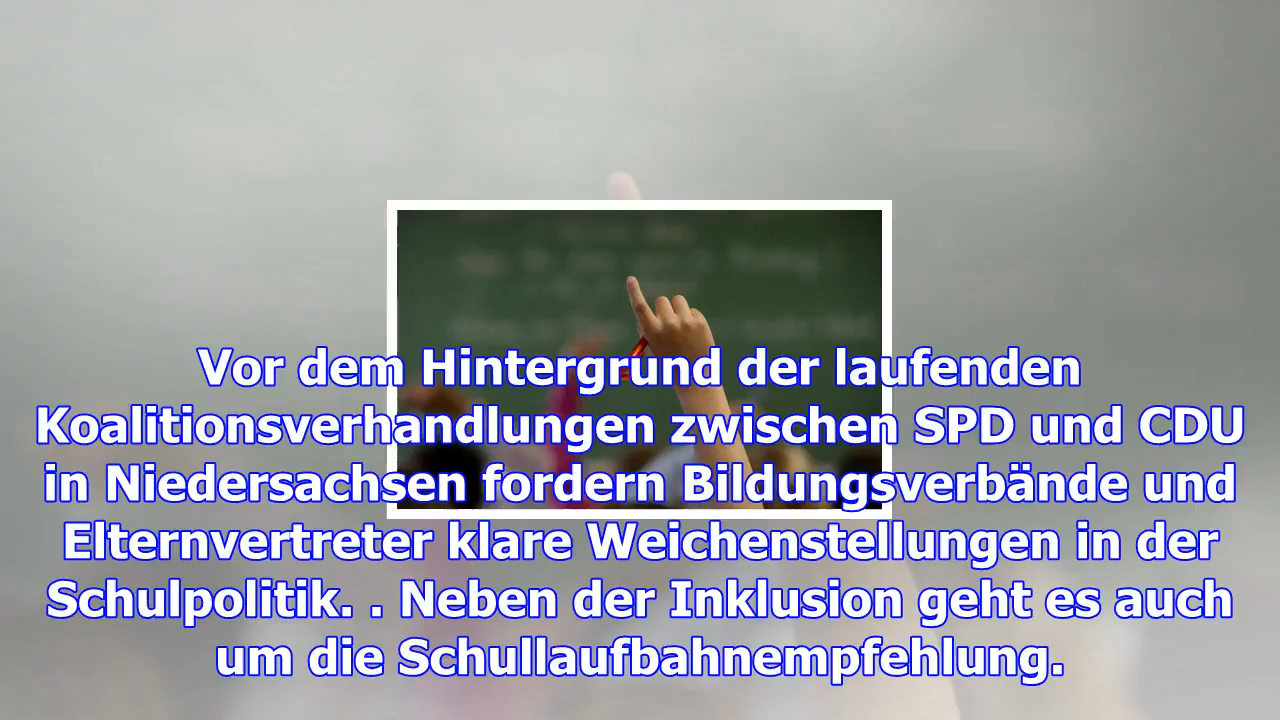 Vor dem Hintergrund der laufenden
Koalitionsverhandlungen zwischen SPD und CDU
in Niedersachsen fordern Bildungsverbände und
Elternvertreter klare Weichenstellungen in der
Schulpolitik. . Neben der Inklusion geht es auch
um die Schullaufbahnempfehlung.